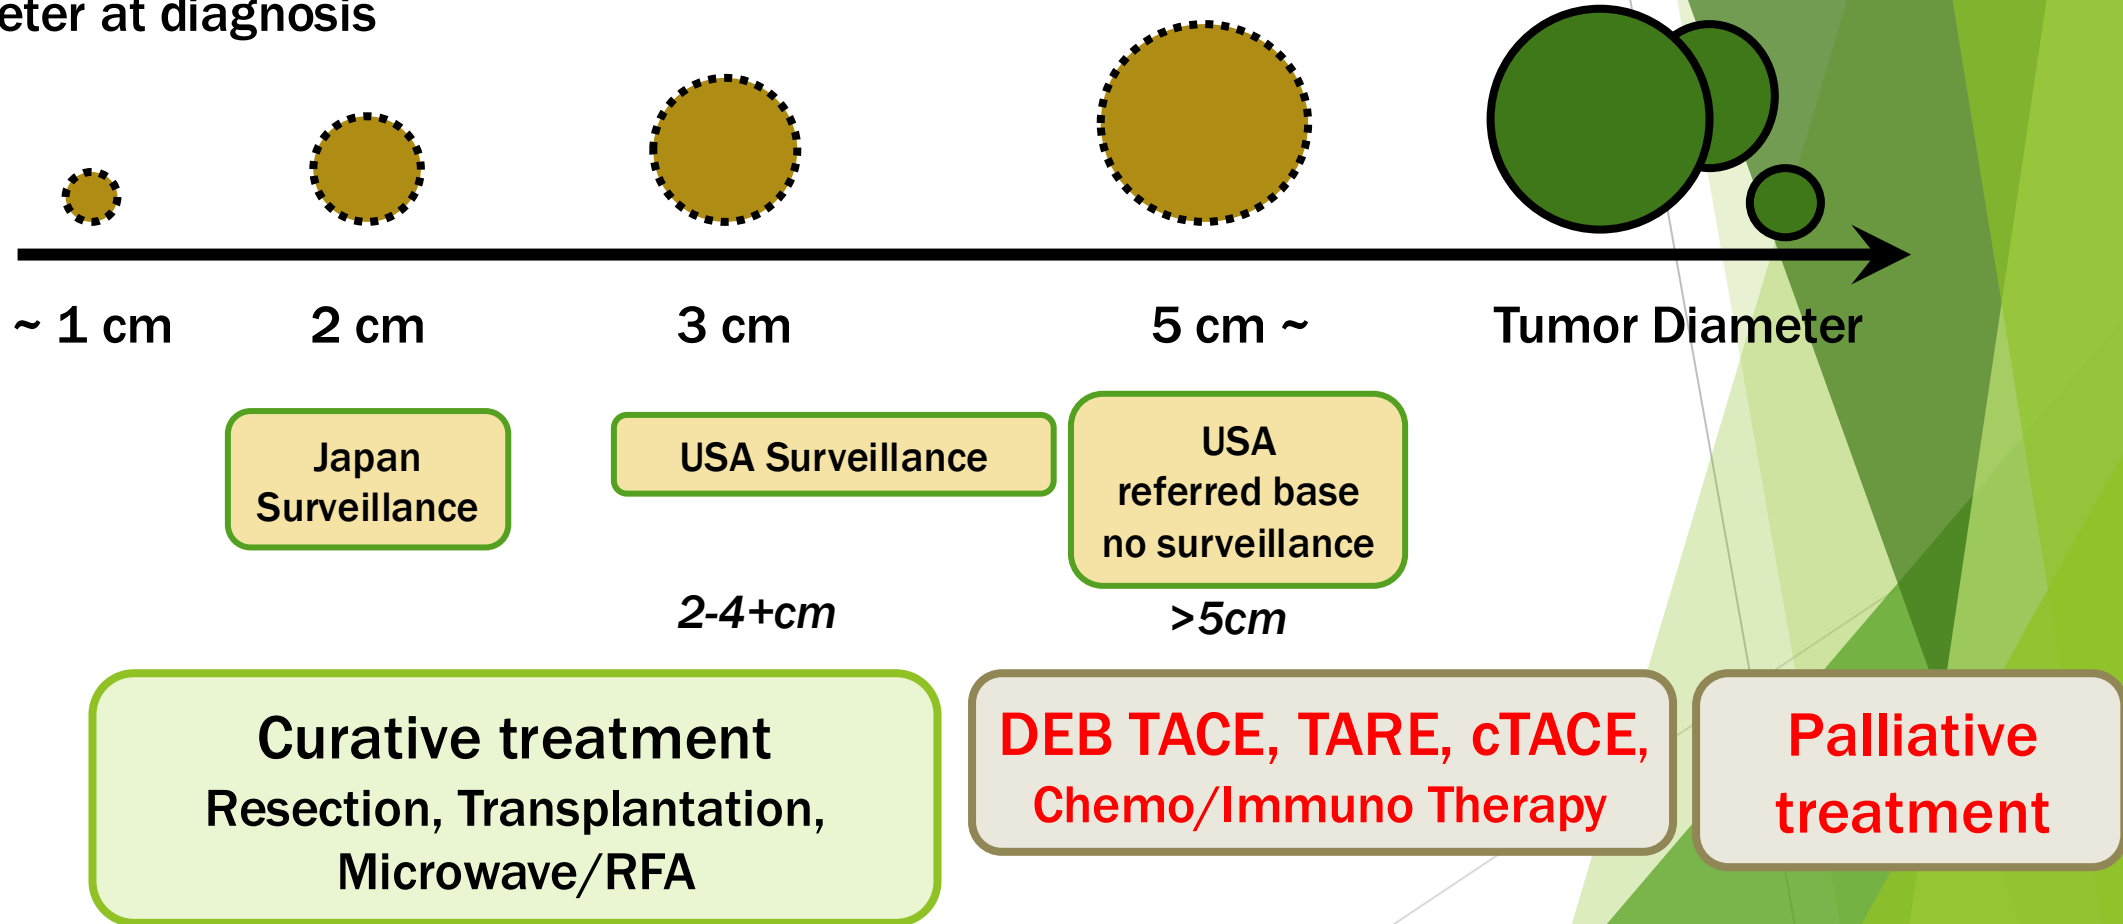 eter at diagnosis
~ 1 cm
2 cm
3 cm
5 cm ~
Tumor Diameter
Japan
Surveillance
USA Surveillance
USA
referred base
no surveillance
2-4+cm
>5cm
Curative treatment
Resection, Transplantation,
Microwave/RFA
DEB TACE, TARE, cTACE,
Chemo/Immuno Therapy
Palliative
treatment